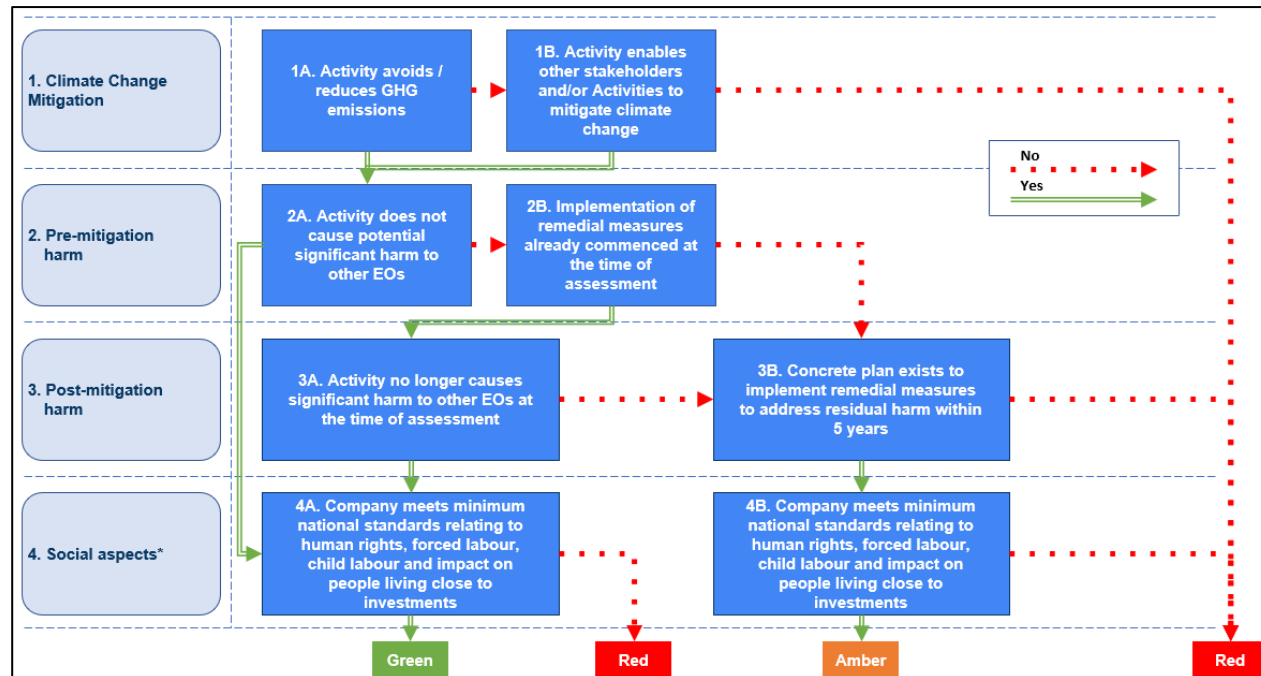 1. Climate Change
Mitigation
1A. Activity avoids /
reduces GHG
emissions
1B. Activity enables
other stakeholders
and/or Activities to
mitigate climate
change
No
Yes
2. Pre-mitigation
harm
2A. Activity does not
cause potential
significant harm to
other EOs
2B. Implementation of
remedial measures
already commenced at
the time of
assessment
3. Post-mitigation
harm
3A. Activity no longer causes
significant harm to other EOs at
the time of assessment
3B. Concrete plan exists to
implement remedial measures
to address residual harm within
5 years
4. Social aspects*
4A. Company meets minimum
national standards relating to
human rights, forced labour,
child labour and impact on
people living close to
investments
4B. Company meets minimum
national standards relating to
human rights, forced labour,
child labour and impact on
people living close to
investments
Green
Red
Amber
Red